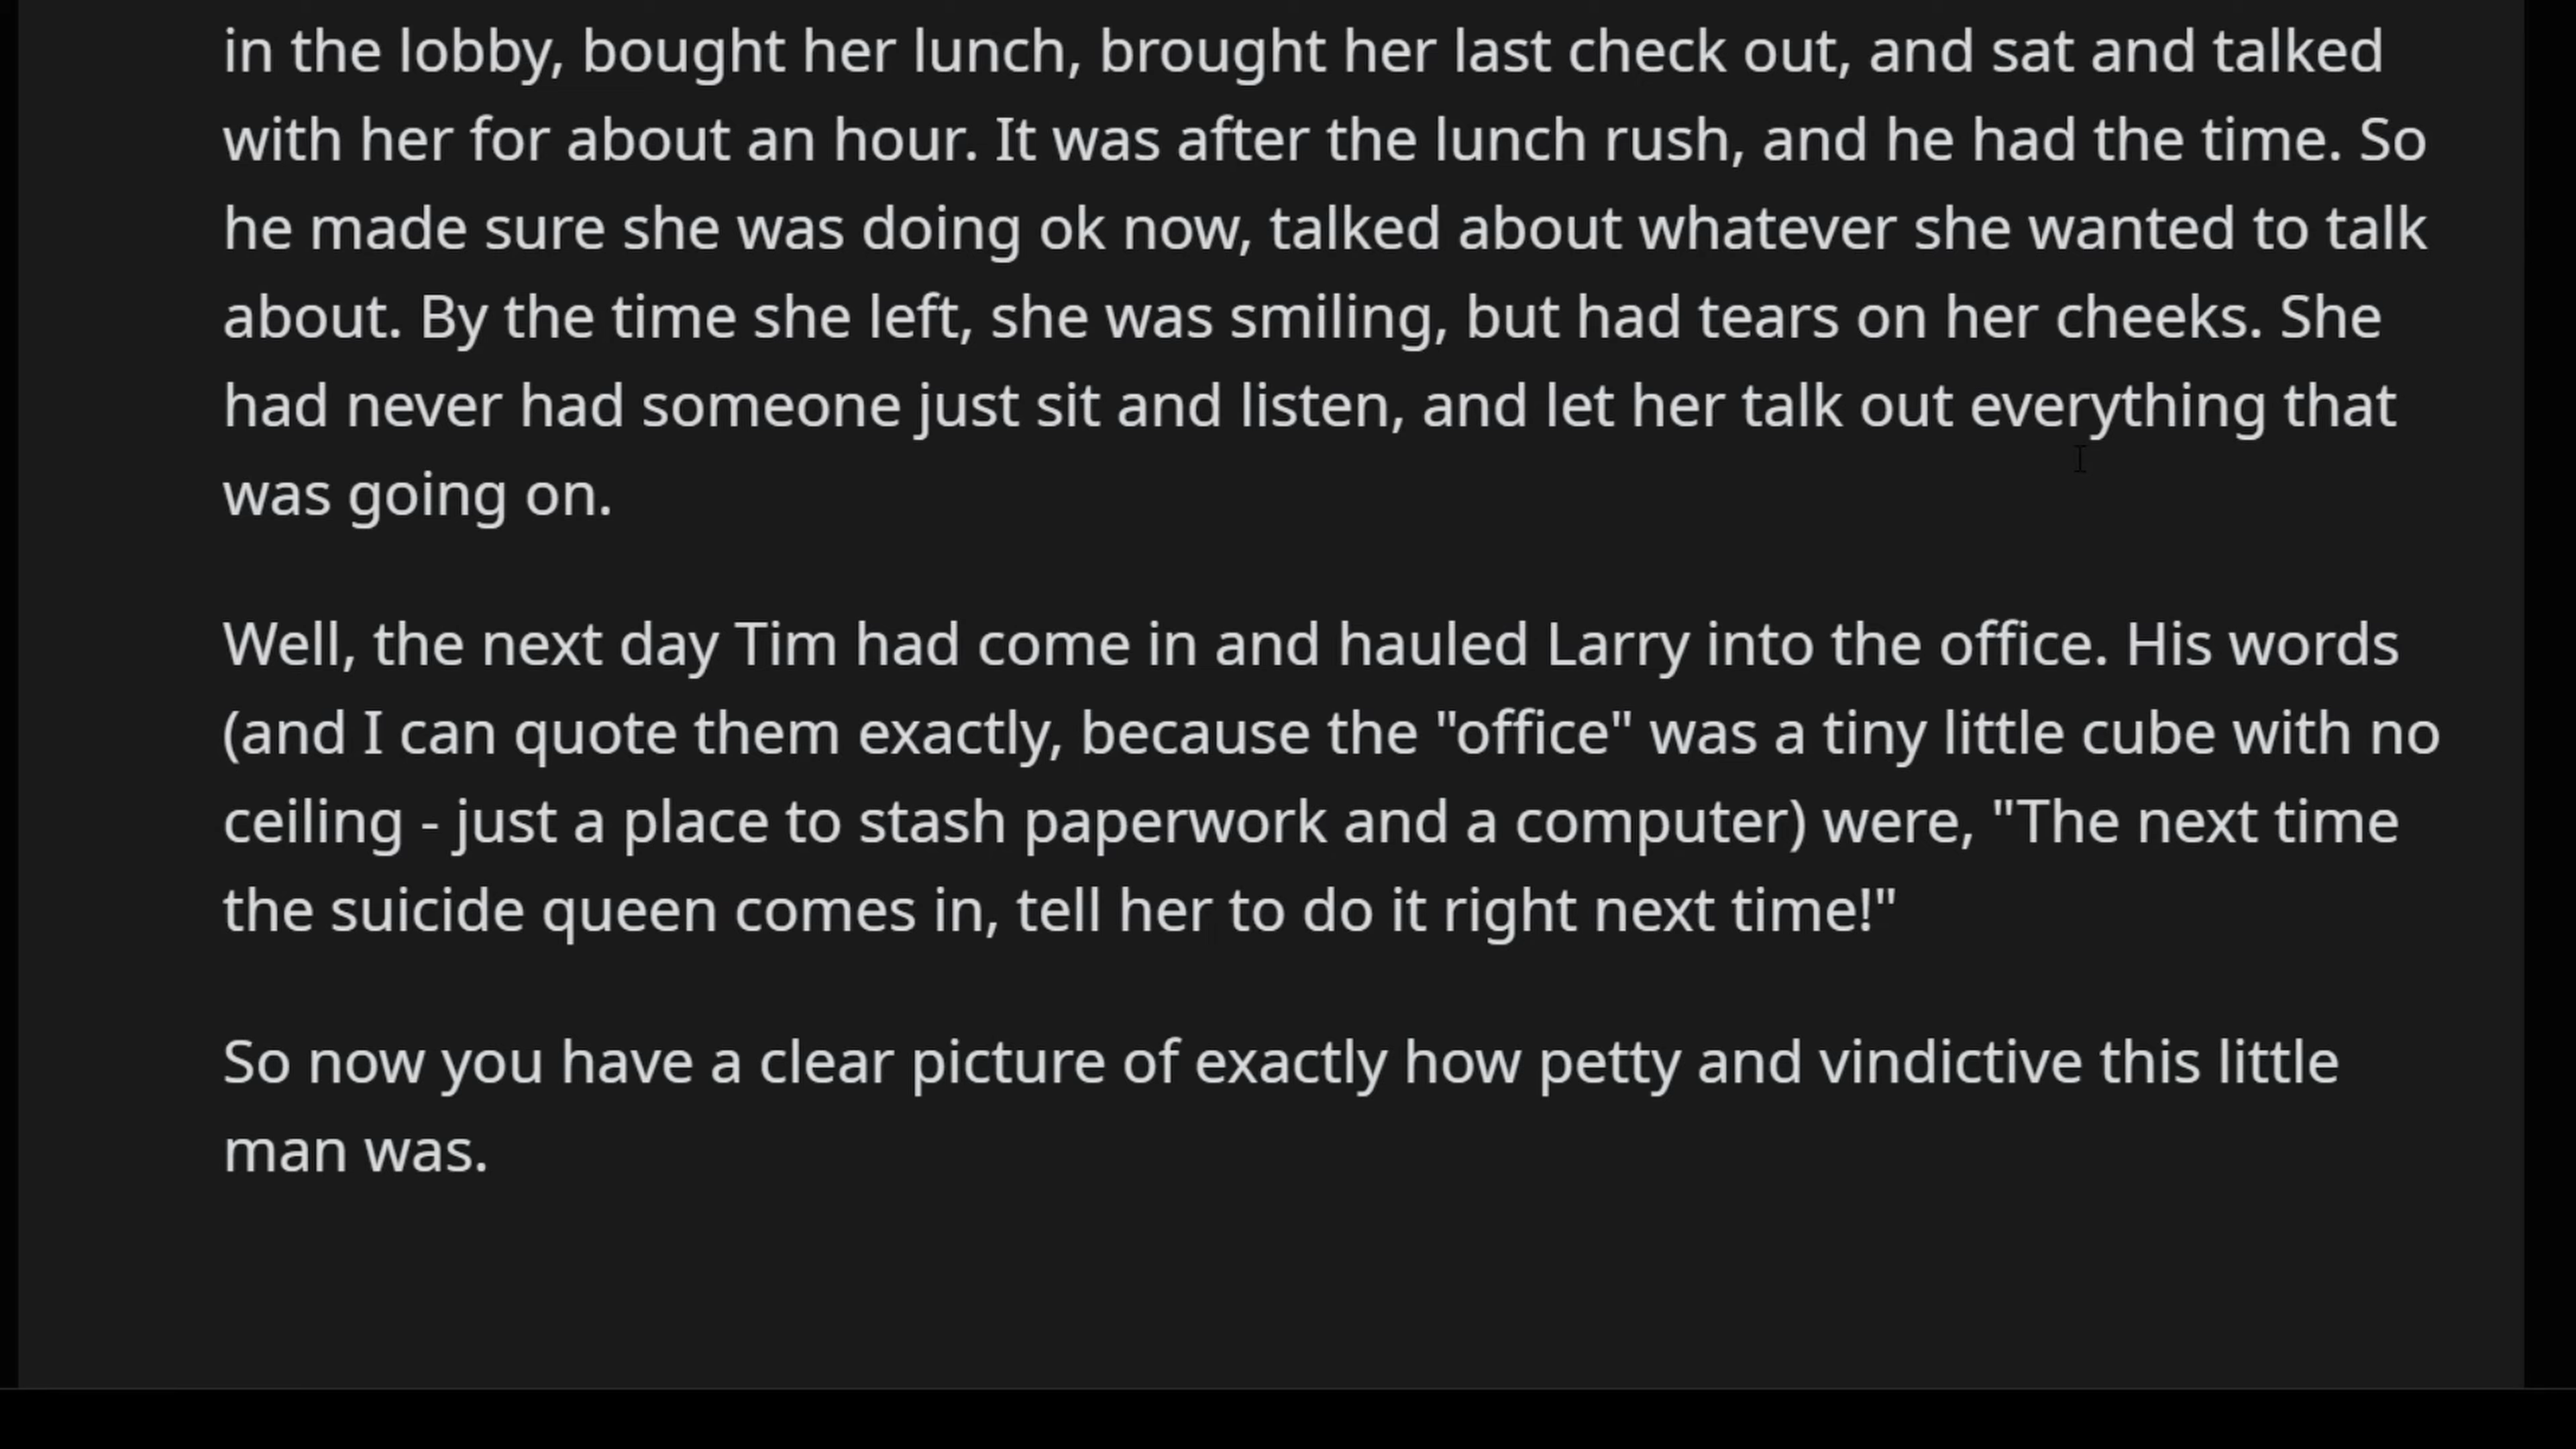 in the lobby, bought her lunch, brought her last check out, and sat and talked
with her for about an hour. It was after the lunch rush, and he had the time. So
he made sure she was doing ok now, talked about whatever she wanted to talk
about. By the time she left, she was smiling, but had tears on her cheeks. She
had never had someone just sit and listen, and let her talk out everything that
was going on.
Well, the next day Tim had come in and hauled Larry into the office. His words
(and I can quote them exactly, because the "office" was a tiny little cube with no
ceiling - just a place to stash paperwork and a computer) were, "The next time
the suicide queen comes in, tell her to do it right next time!"
So now you have a clear picture of exactly how petty and vindictive this little
man was.